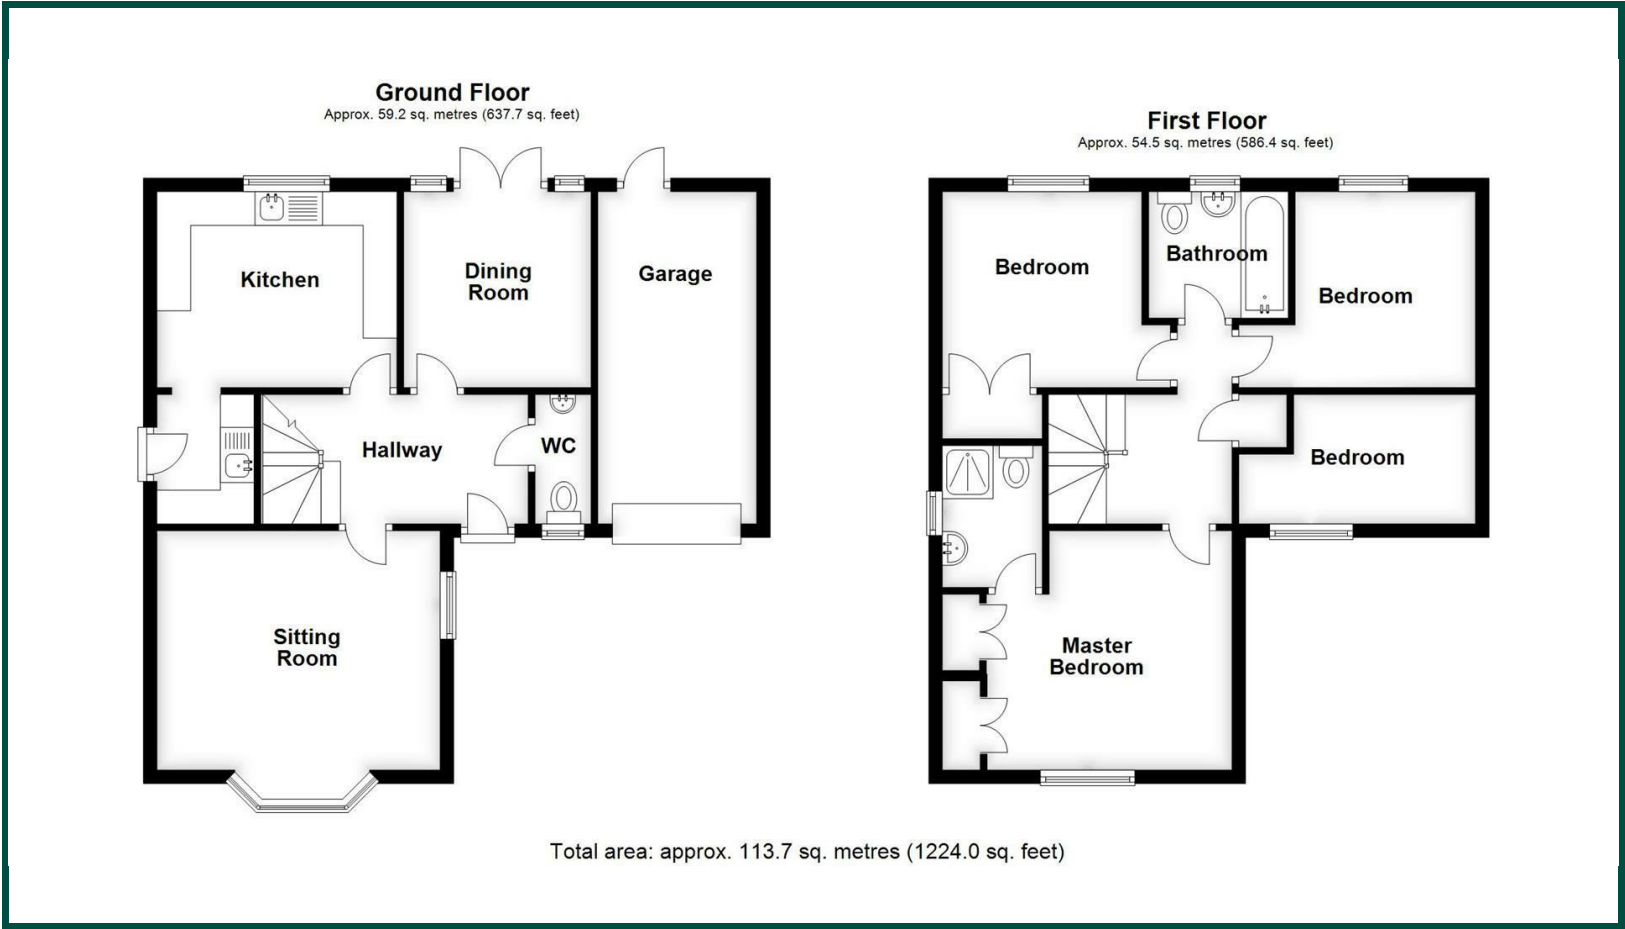 Ground Floor
Approx. 59.2 sq. metres (637.7 sq. feet)
Kitchen
Dining
Room
Garage
Hallway
WC
Sitting
Room
First Floor
Approx. 54.5 sq. metres (586.4 sq. feet)
Bedroom
Bathroom
Bedroom
Bedroom
Master
Bedroom
Total area: approx. 113.7 sq. metres (1224.0 sq. feet)